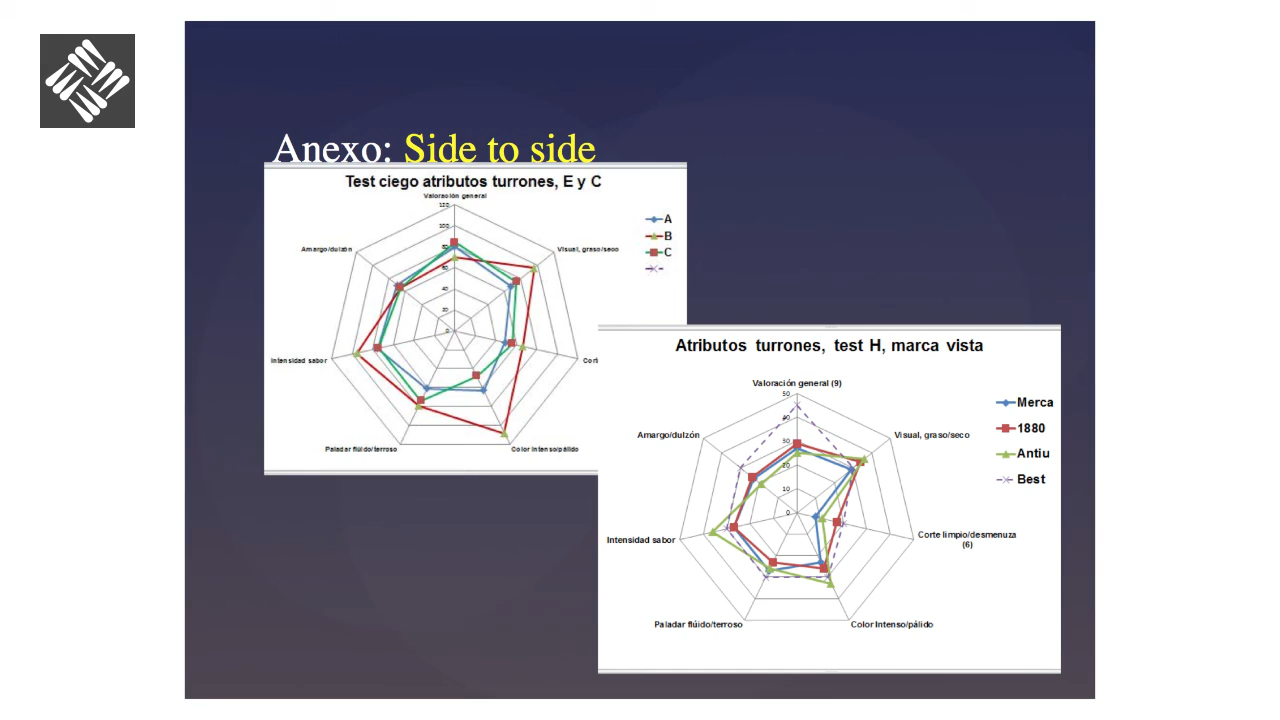 Anexo: Side to side
Test ciego atributos turrones, E y C
Valoración general
120
100
80
60
40
20
0
Visual, graso/seco
Color intenso/pálido
Paladar flúido/terroso
Intensidad sabor
Amargo/dulzón
A
B
C
-
Atributos turrones, test H, marca vista
Valoración general (9)
50
40
30
20
10
0
Visual, graso/seco
Corte limpio/desmenuza
(6)
Color Intenso/pálido
Paladar flúido/terroso
Intensidad sabor
Amargo/dulzón
Merca
1880
Antiu
Best